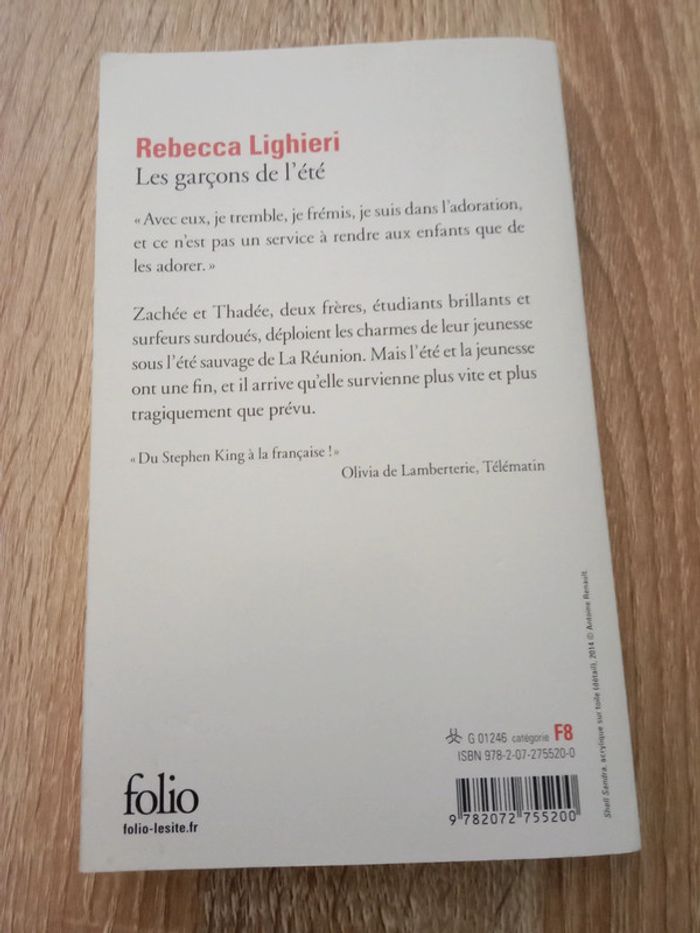 Rebecca Lighieri
Les garçons de l'été
« Avec eux, je tremble, je frémis, je suis dans l'adoration,
et ce n'est pas un service à rendre aux enfants que de
les adorer. »
Zachée et Thadée, deux frères, étudiants brillants et
surfeurs surdoués, déploient les charmes de leur jeunesse
sous l'été sauvage de La Réunion. Mais l'été et la jeunesse
ont une fin, et il arrive qu'elle survienne plus vite et plus
tragiquement que prévu.
« Du Stephen King à la française ! »
Olivia de Lamberterie, Télématin
Shell Sandra, acrylique sur toile (détail), 2014 © Antoine Renault.
G 01246 catégorie F8
ISBN 978-2-07-275520-0
folio
folio-lesite.fr
9 782072 755200